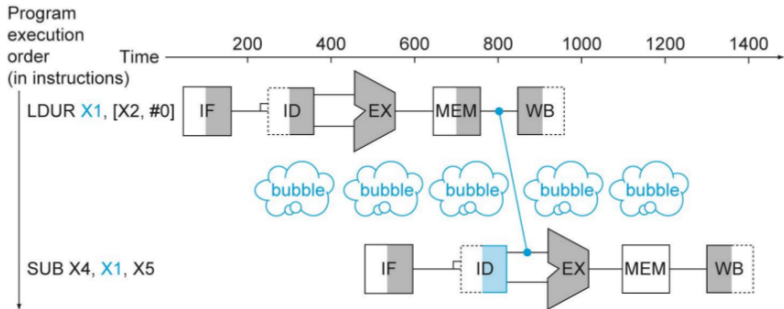 Program
execution
order
(in instructions)
Time
200 400 600 800 1000 1200 1400
LDUR X1, [X2, #0]
IF ID EX MEM WB
bubble bubble bubble bubble bubble
SUB X4, X1, X5
IF ID EX MEM WB